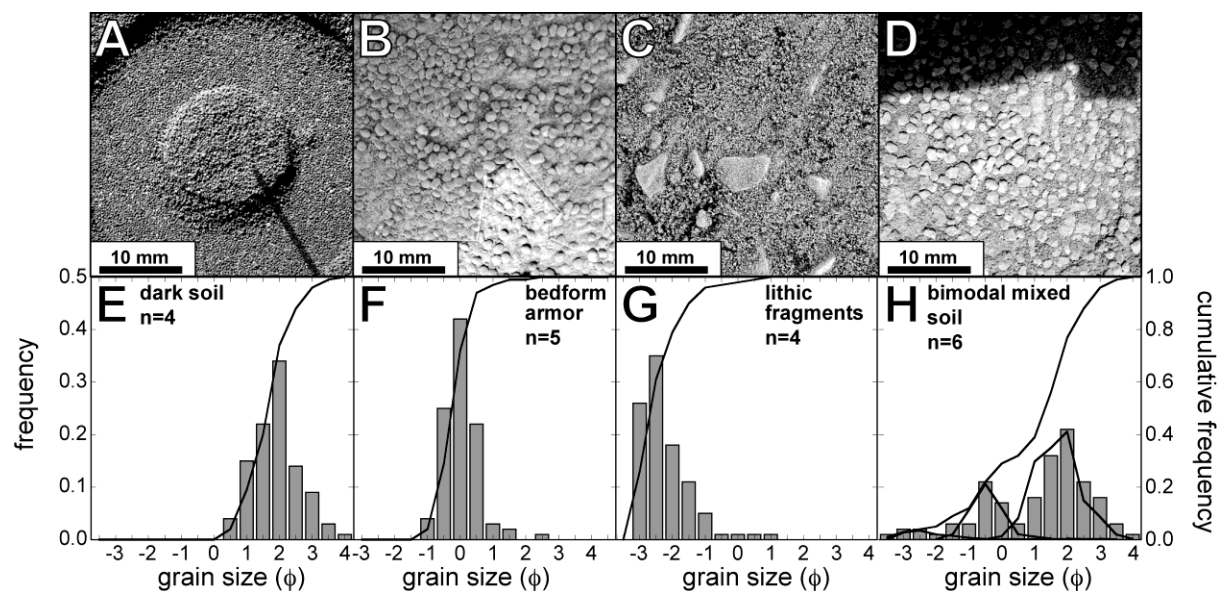 A
B
C
D
10 mm
10 mm
10 mm
10 mm
0.5
0.4
0.3
0.2
0.1
0.0
frequency
E
dark soil
n=4
-3 -2 -1 0 1 2 3 4
grain size (ϕ)
F
bedform
armor
n=5
-3 -2 -1 0 1 2 3 4
grain size (ϕ)
G
lithic
fragments
n=4
-3 -2 -1 0 1 2 3 4
grain size (ϕ)
H
bimodal mixed
soil
n=6
-3 -2 -1 0 1 2 3 4
grain size (ϕ)
1.0
0.8
0.6
0.4
0.2
0.0
cumulative frequency